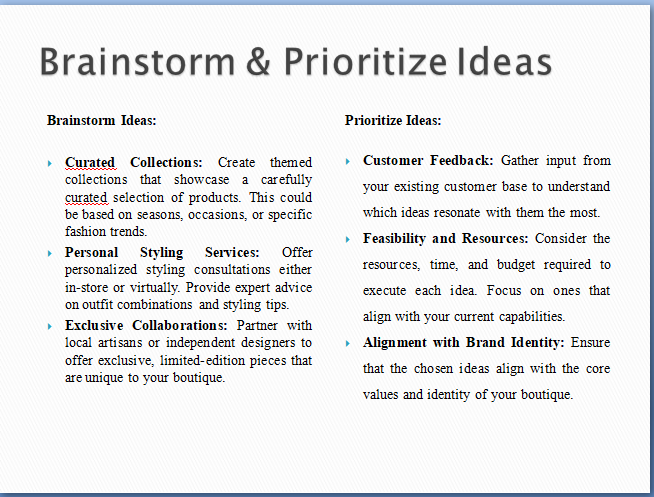 Brainstorm & Prioritize Ideas
Brainstorm Ideas:
Curated Collections: Create themed
collections that showcase a carefully
curated selection of products. This could
be based on seasons, occasions, or specific
fashion trends.
Personal Styling Services: Offer
personalized styling consultations either
in-store or virtually. Provide expert advice
on outfit combinations and styling tips.
Exclusive Collaborations: Partner with
local artisans or independent designers to
offer exclusive, limited-edition pieces that
are unique to your boutique.
Prioritize Ideas:
Customer Feedback: Gather input from
your existing customer base to understand
which ideas resonate with them the most.
Feasibility and Resources: Consider the
resources, time, and budget required to
execute each idea. Focus on ones that
align with your current capabilities.
Alignment with Brand Identity: Ensure
that the chosen ideas align with the core
values and identity of your boutique.